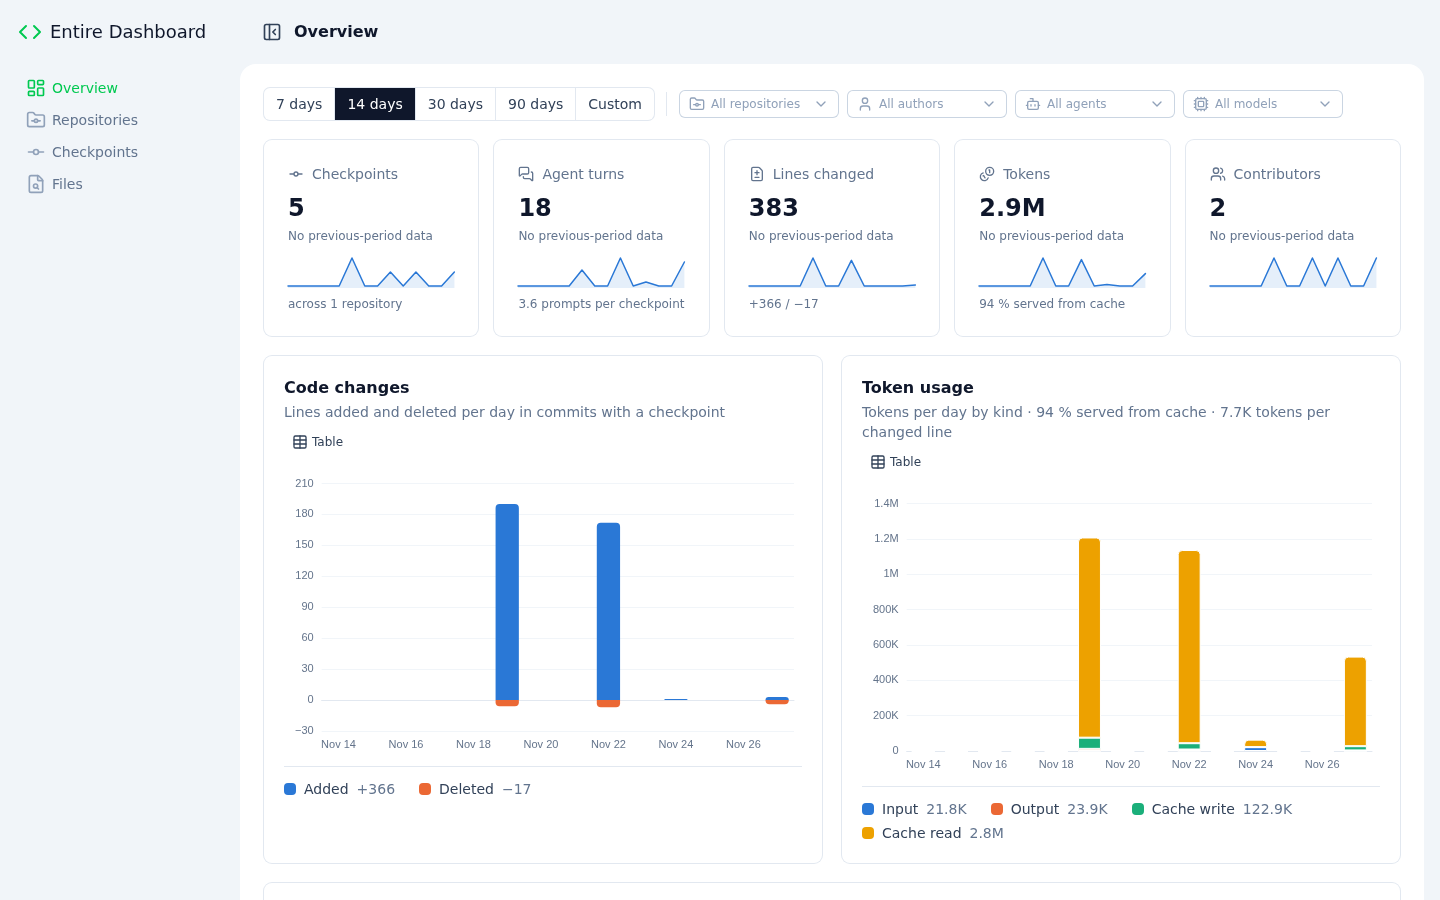 Entire Dashboard
Overview
Overview
Repositories
Checkpoints
Files
7 days
14 days
30 days
90 days
Custom
All repositories
All authors
All agents
All models
Checkpoints
5
No previous-period data
across 1 repository
Agent turns
18
No previous-period data
3.6 prompts per checkpoint
Lines changed
383
No previous-period data
+366 / −17
Tokens
2.9M
No previous-period data
94 % served from cache
Contributors
2
No previous-period data
Code changes
Lines added and deleted per day in commits with a checkpoint
Table
210
180
150
120
90
60
30
0
−30
Nov 14
Nov 16
Nov 18
Nov 20
Nov 22
Nov 24
Nov 26
Added +366
Deleted −17
Token usage
Tokens per day by kind · 94 % served from cache · 7.7K tokens per
changed line
Table
1.4M
1.2M
1M
800K
600K
400K
200K
0
Nov 14
Nov 16
Nov 18
Nov 20
Nov 22
Nov 24
Nov 26
Input 21.8K
Output 23.9K
Cache write 122.9K
Cache read 2.8M